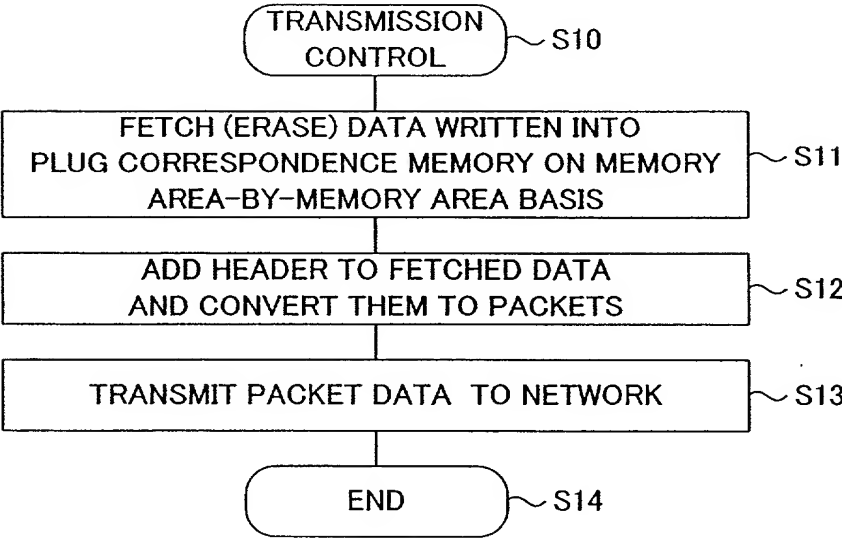 TRANSMISSION
CONTROL
S10
FETCH (ERASE) DATA WRITTEN INTO
PLUG CORRESPONDENCE MEMORY ON MEMORY
AREA-BY-MEMORY AREA BASIS
S11
ADD HEADER TO FETCHED DATA
AND CONVERT THEM TO PACKETS
S12
TRANSMIT PACKET DATA TO NETWORK
S13
END
S14